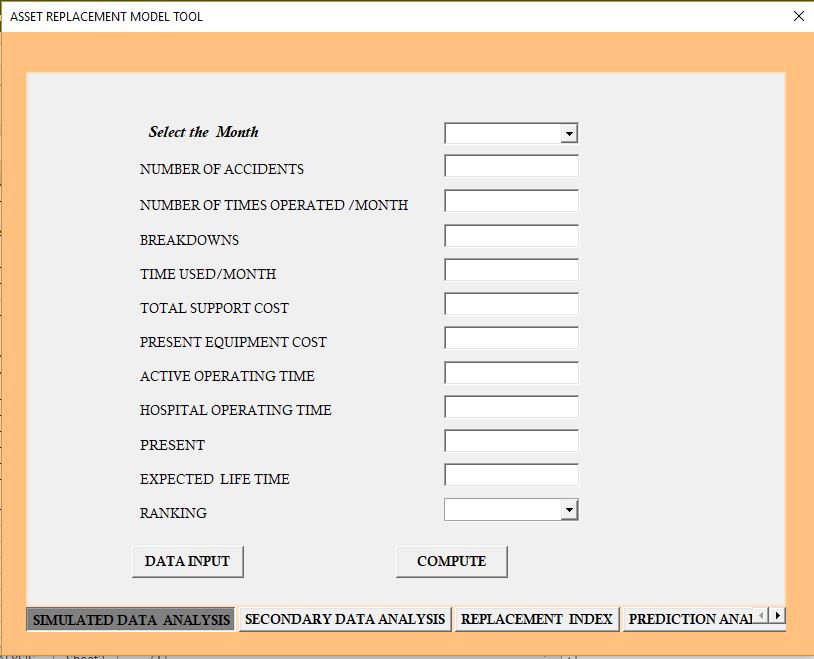 ASSET REPLACEMENT MODEL TOOL
Select the Month
NUMBER OF ACCIDENTS
NUMBER OF TIMES OPERATED /MONTH
BREAKDOWNS
TIME USED/MONTH
TOTAL SUPPORT COST
PRESENT EQUIPMENT COST
ACTIVE OPERATING TIME
HOSPITAL OPERATING TIME
PRESENT
EXPECTED LIFE TIME
RANKING
DATA INPUT COMPUTE
SIMULATED DATA ANALYSIS SECONDARY DATA ANALYSIS REPLACEMENT INDEX PREDICTION